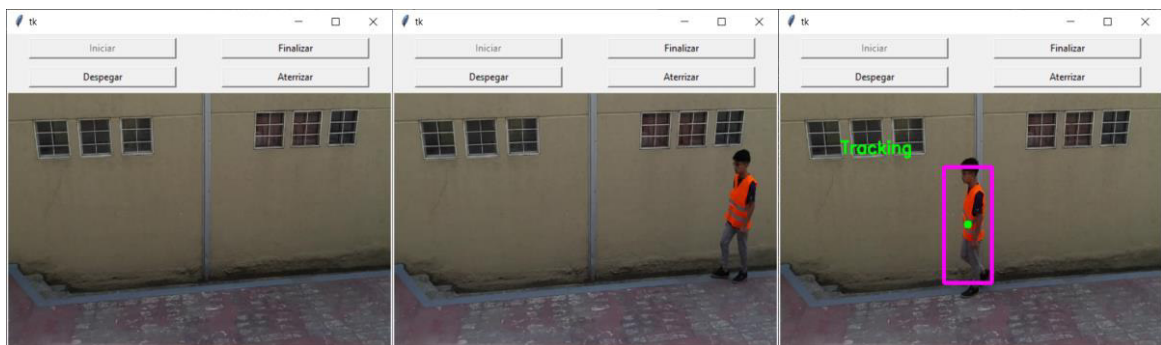 tk
Iniciar Finalizar
Despegar Aterrizar
tk
Iniciar Finalizar
Despegar Aterrizar
tk
Iniciar Finalizar
Despegar Aterrizar
Tracking